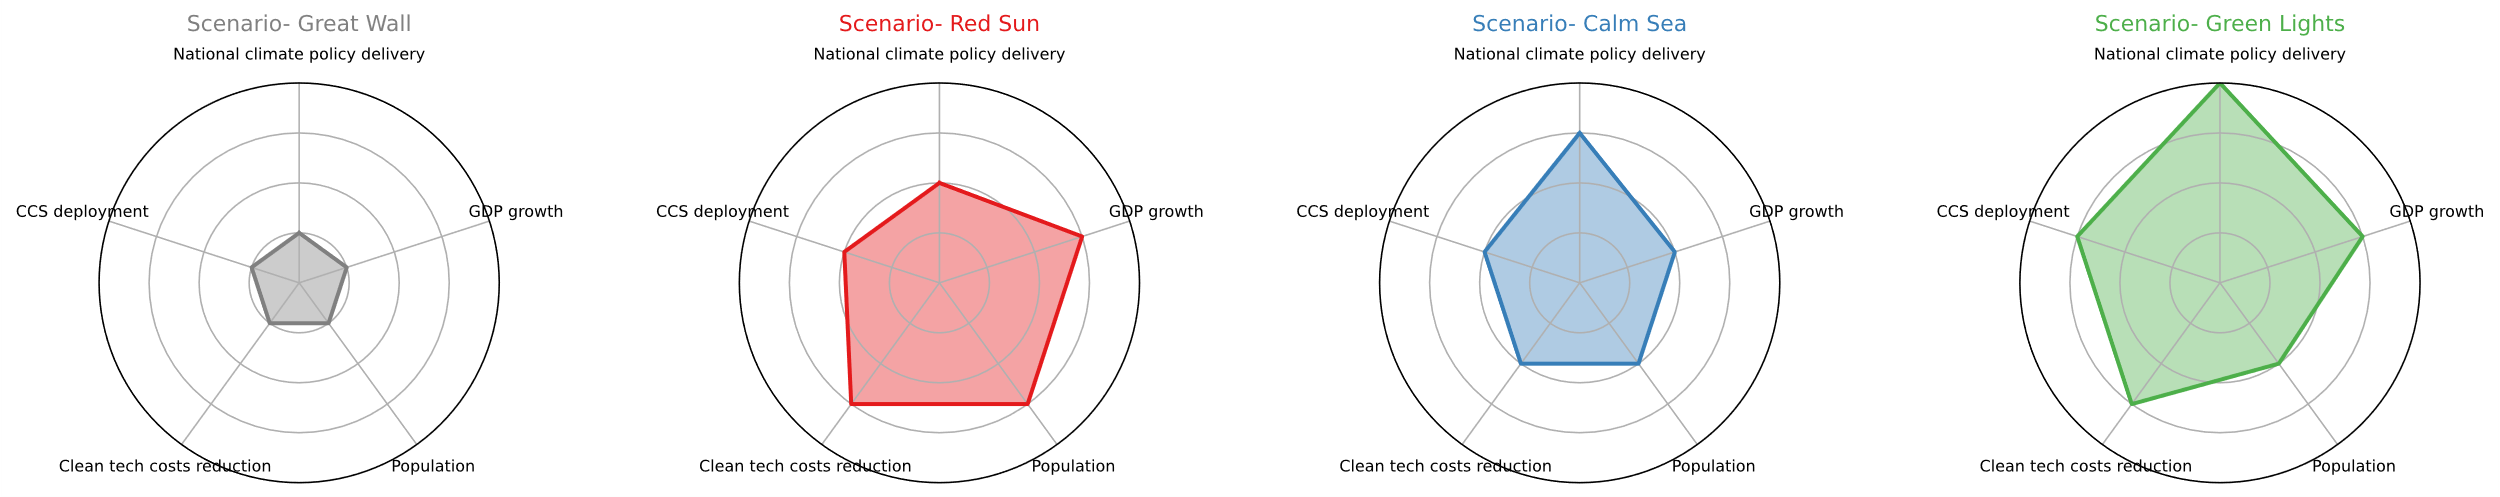 Scenario- Great Wall
National climate policy delivery
CCS deployment
GDP growth
Clean tech costs reduction
Population
Scenario- Red Sun
National climate policy delivery
CCS deployment
GDP growth
Clean tech costs reduction
Population
Scenario- Calm Sea
National climate policy delivery
CCS deployment
GDP growth
Clean tech costs reduction
Population
Scenario- Green Lights
National climate policy delivery
CCS deployment
GDP growth
Clean tech costs reduction
Population